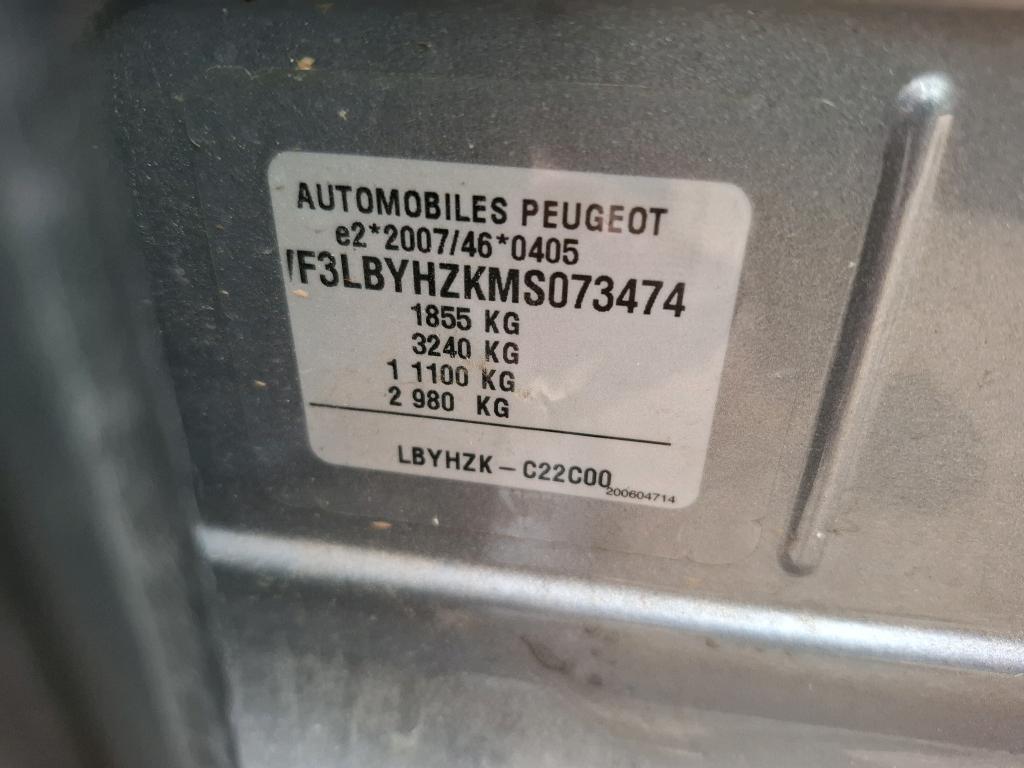 AUTOMOBILES PEUGEOT
e2*2007/46*0405
VF3LBYHZKMS073474
1855 KG
3240 KG
1 1100 KG
2 980 KG
LBYHZK – C22C00
200604714